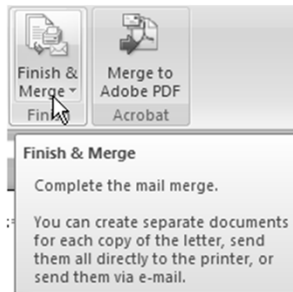 Finish & Merge to
Merge Adobe PDF
Fin Acrobat
Finish & Merge
Complete the mail merge.
You can create separate documents
for each copy of the letter, send
them all directly to the printer, or
send them via e-mail.